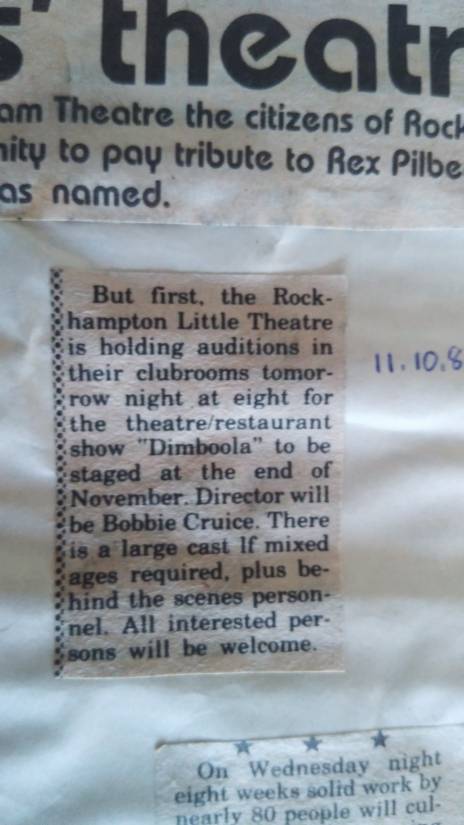 s' theatr
am Theatre the citizens of Rock
nity to pay tribute to Rex Pilbe
as named.
But first, the Rock-
hampton Little Theatre
is holding auditions in
their clubrooms tomor-
row night at eight for
the theatre/restaurant
show "Dimboola" to be
staged at the end of
November. Director will
be Bobbie Cruice. There
is a large cast If mixed
ages required, plus be-
hind the scenes person-
nel. All interested per-
sons will be welcome.
11.10.8
On Wednesday night
eight weeks solid work by
nearly 80 people will cul-